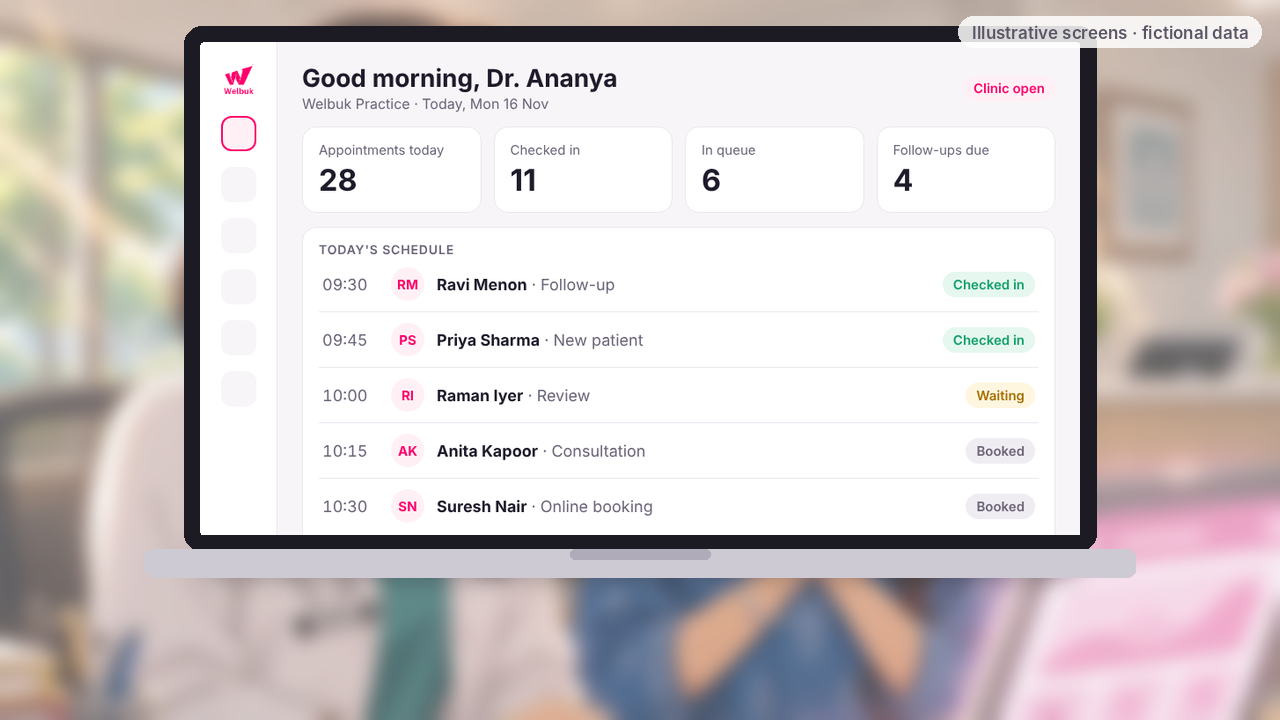 Illustrative screens · fictional data
Welbuk
Good morning, Dr. Ananya
Welbuk Practice · Today, Mon 16 Nov
Clinic open
Appointments today
28
Checked in
11
In queue
6
Follow-ups due
4
TODAY'S SCHEDULE
09:30 RM Ravi Menon · Follow-up Checked in
09:45 PS Priya Sharma · New patient Checked in
10:00 RI Raman Iyer · Review Waiting
10:15 AK Anita Kapoor · Consultation Booked
10:30 SN Suresh Nair · Online booking Booked